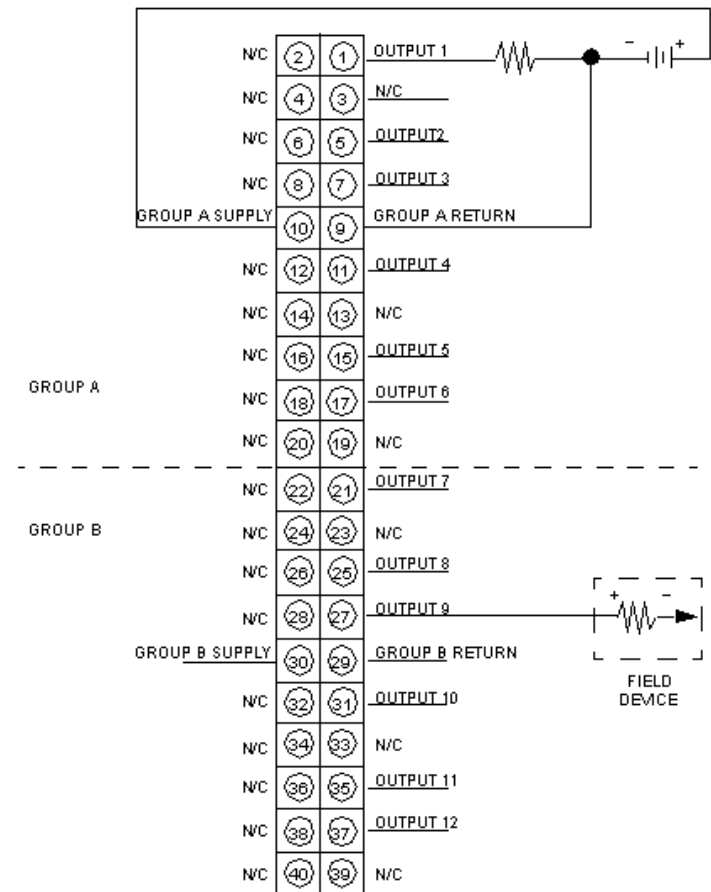 N/C 2 1 OUTPUT 1 - +
N/C 4 3 N/C
N/C 6 5 OUTPUT2
N/C 8 7 OUTPUT 3
GROUP A SUPPLY 10 9 GROUP A RETURN
N/C 12 11 OUTPUT 4
N/C 14 13 N/C
N/C 16 15 OUTPUT 5
GROUP A
N/C 18 17 OUTPUT 6
N/C 20 19 N/C
N/C 22 21 OUTPUT 7
GROUP B
N/C 24 23 N/C
N/C 26 25 OUTPUT 8
N/C 28 27 OUTPUT 9 + -
GROUP B SUPPLY 30 29 GROUP B RETURN
FIELD
DEVICE
N/C 32 31 OUTPUT 10
N/C 34 33 N/C
N/C 36 35 OUTPUT 11
N/C 38 37 OUTPUT 12
N/C 40 39 N/C